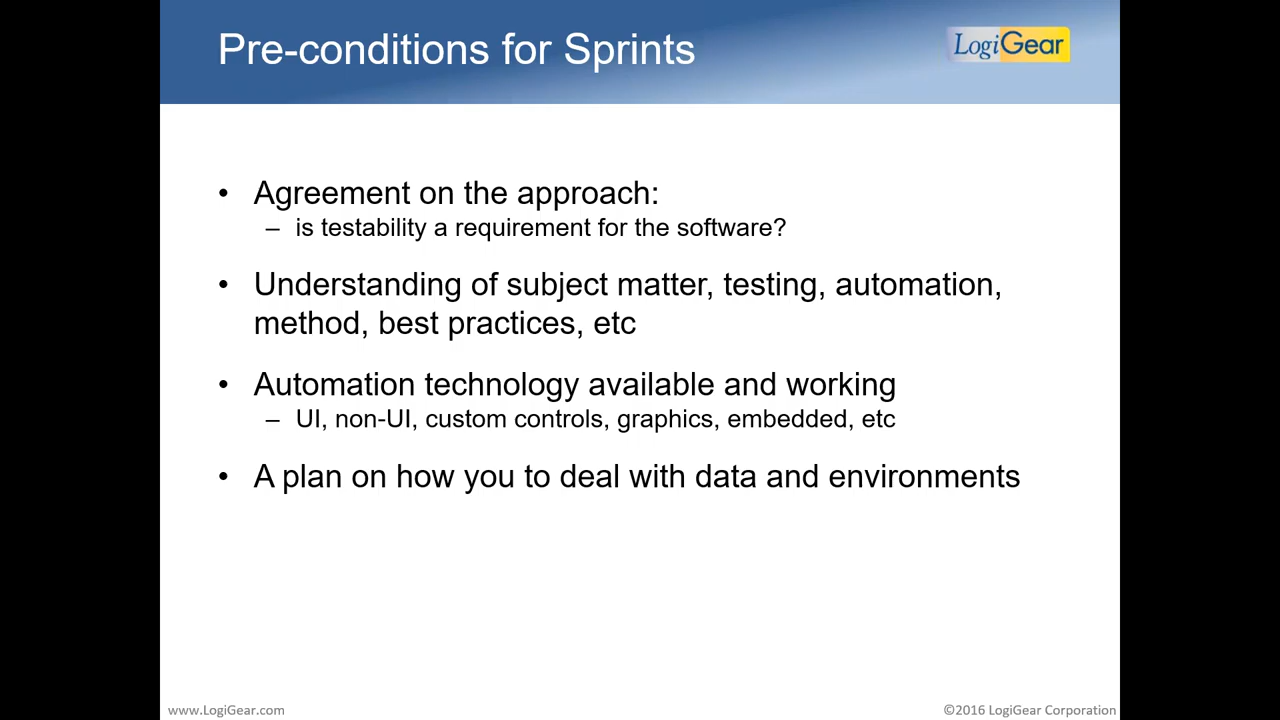 Pre-conditions for Sprints
LogiGear
• Agreement on the approach:
– is testability a requirement for the software?
• Understanding of subject matter, testing, automation,
method, best practices, etc
• Automation technology available and working
– UI, non-UI, custom controls, graphics, embedded, etc
• A plan on how you to deal with data and environments
www.LogiGear.com
©2016 LogiGear Corporation